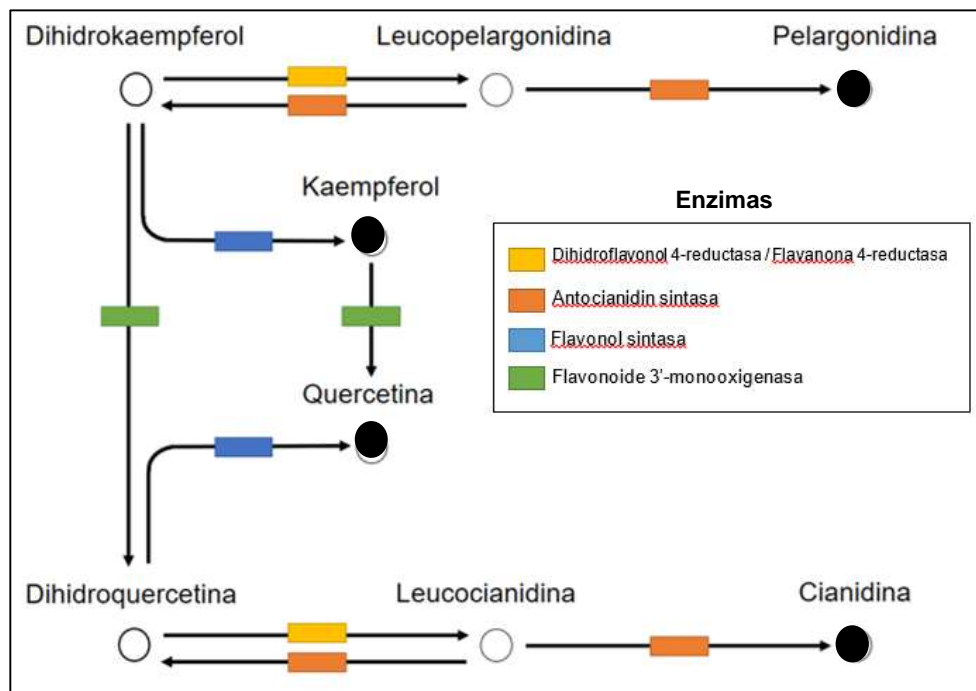 Dihidrokaempferol
Leucopelargonidina
Pelargonidina
Kaempferol
Enzimas
Dihidroflavonol 4-reductasa / Flavanona 4-reductasa
Antocianidin sintasa
Flavonol sintasa
Flavonoide 3'-monooxigenasa
Quercetina
Dihidroquercetina
Leucocianidina
Cianidina